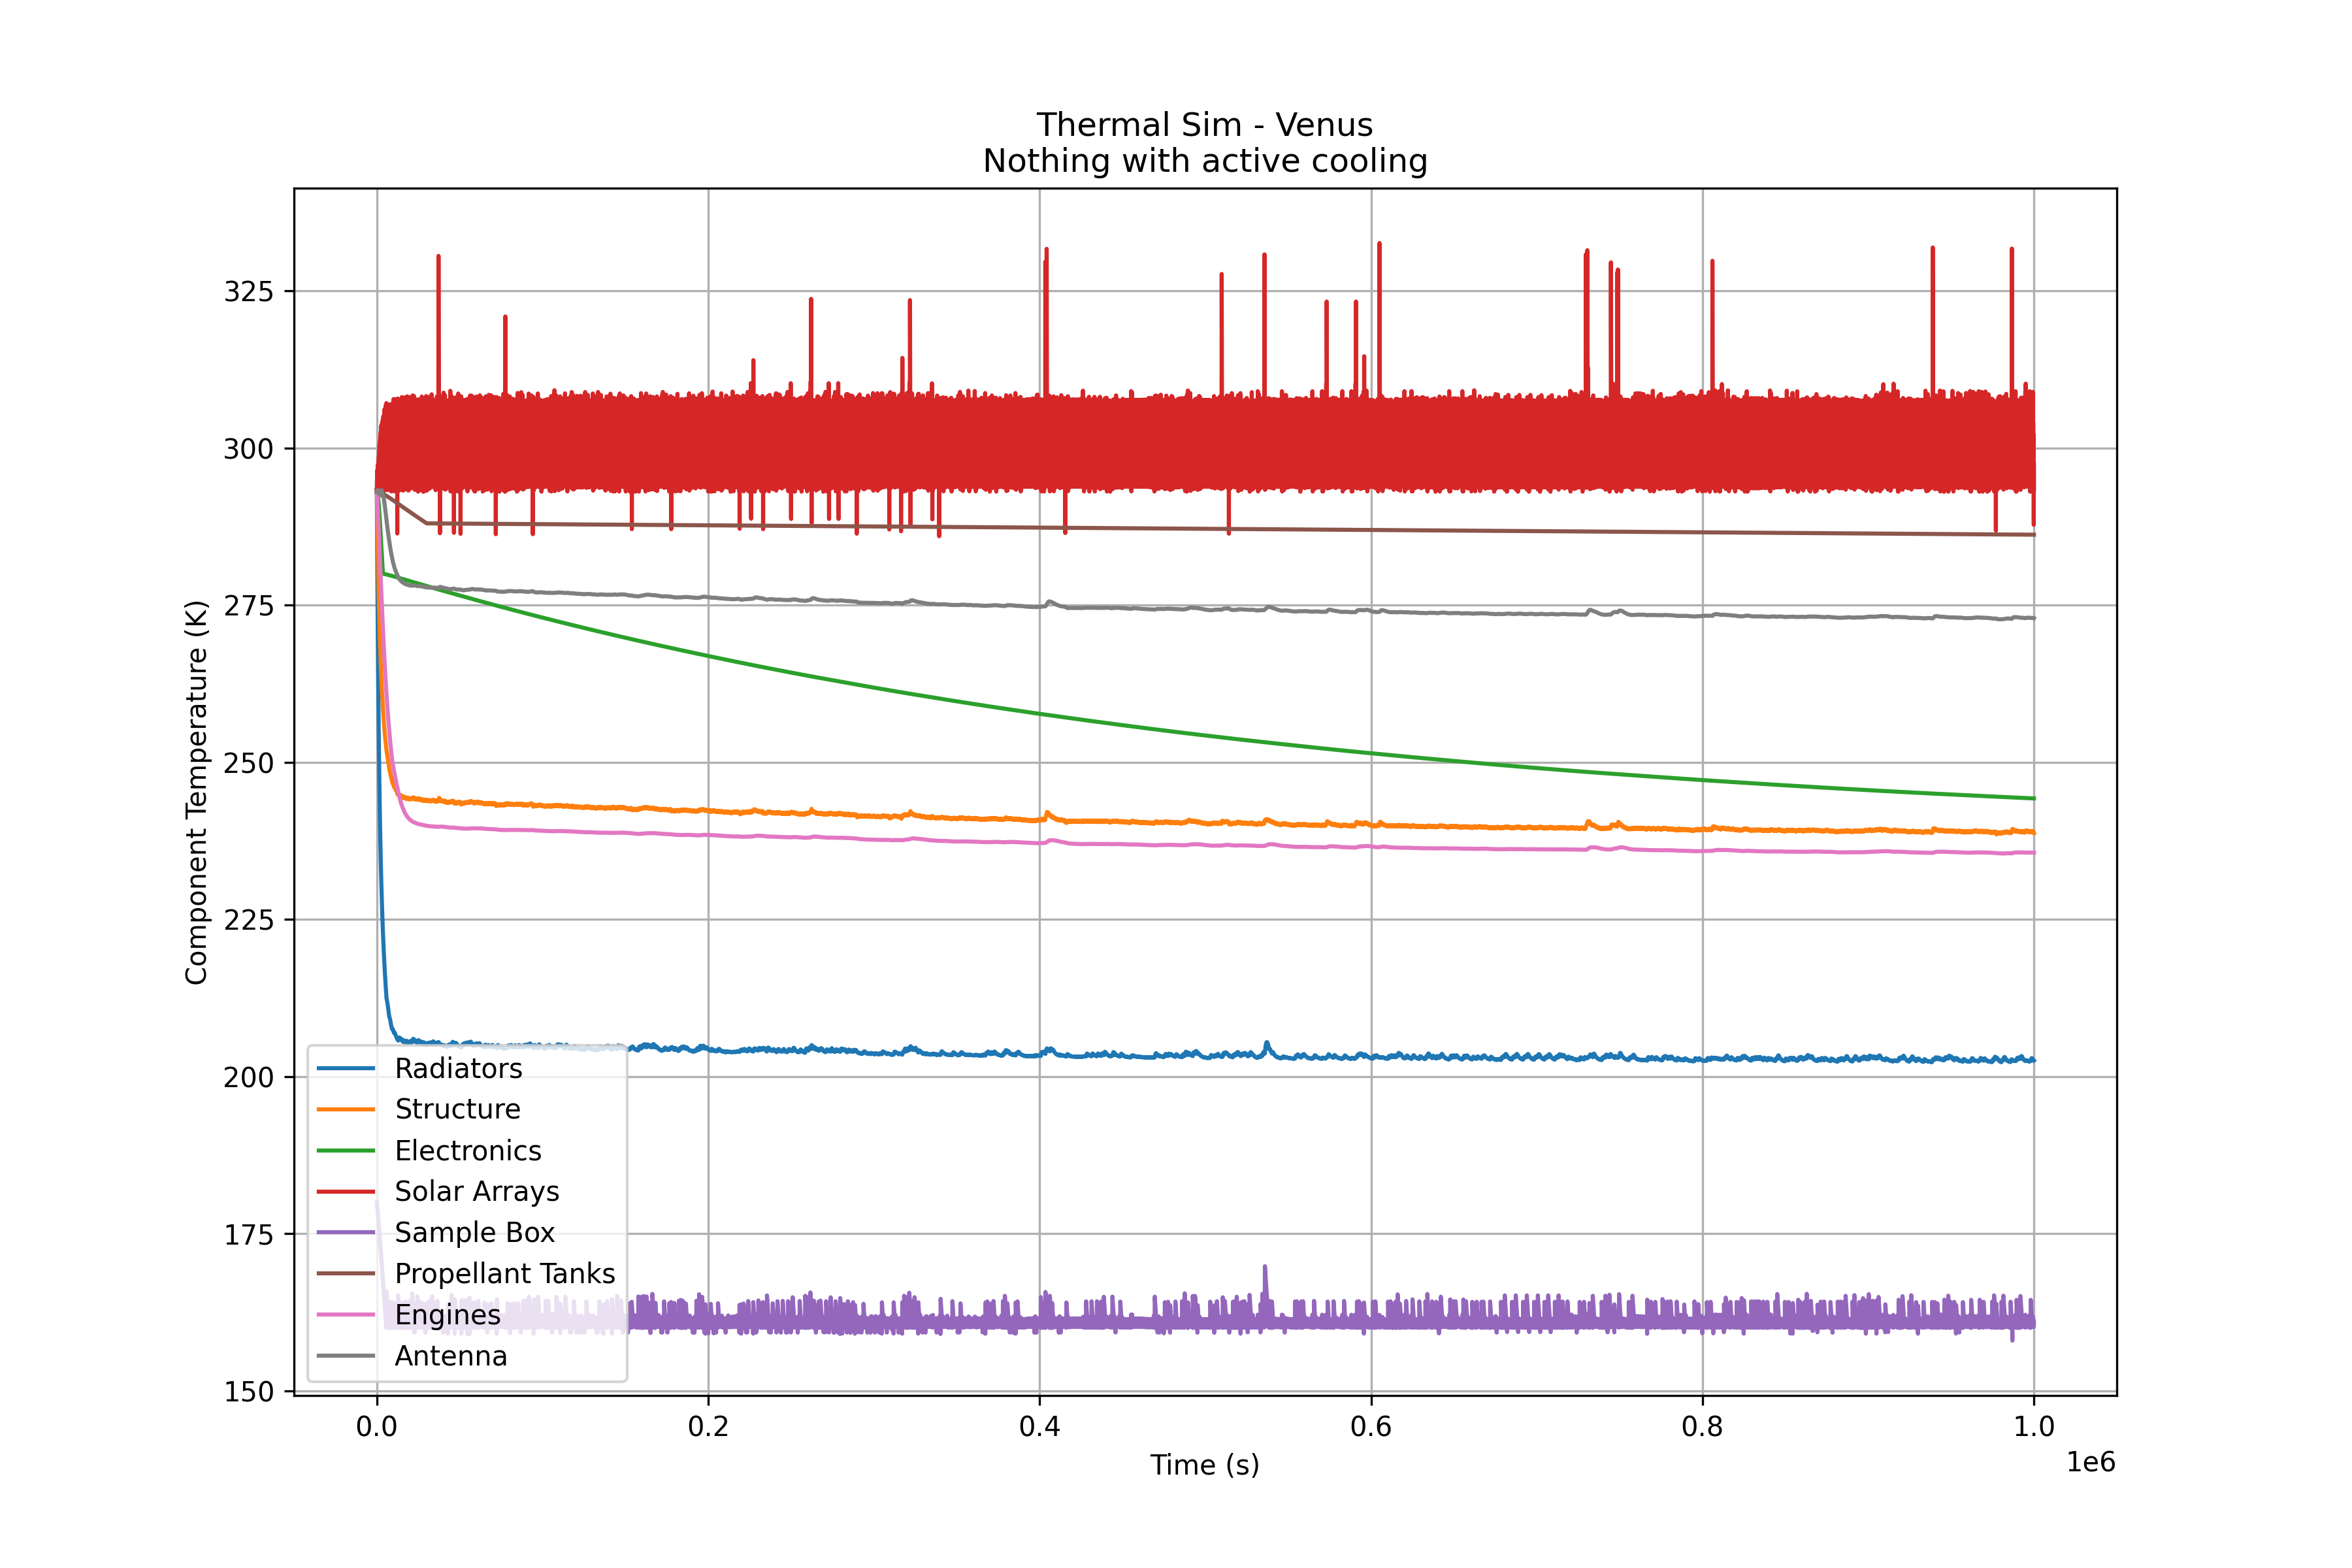 Thermal Sim - Venus
Nothing with active cooling
Component Temperature (K)
325
300
275
250
225
200
175
150
Radiators
Structure
Electronics
Solar Arrays
Sample Box
Propellant Tanks
Engines
Antenna
0.0 0.2 0.4 0.6 0.8 1.0
1e6
Time (s)